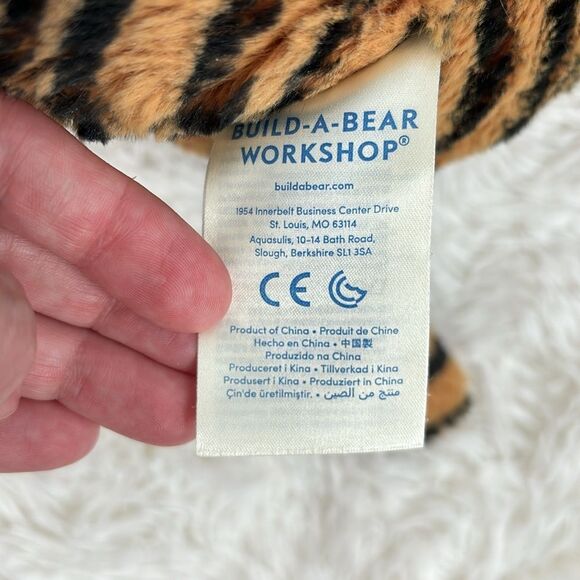 BUILD-A-BEAR
WORKSHOP®
buildabear.com
1954 Innerbelt Business Center Drive
St. Louis, MO 63114
Aquasulis, 10-14 Bath Road,
Slough, Berkshire SL1 3SA
CE
Product of China • Produit de Chine
Hecho en China • 中国製
Produzido na China
Produceret i Kina • Tillverkad i Kina
Produsert i Kina • Produziert in China
Çin'de üretilmiştir. • منتج من الصين